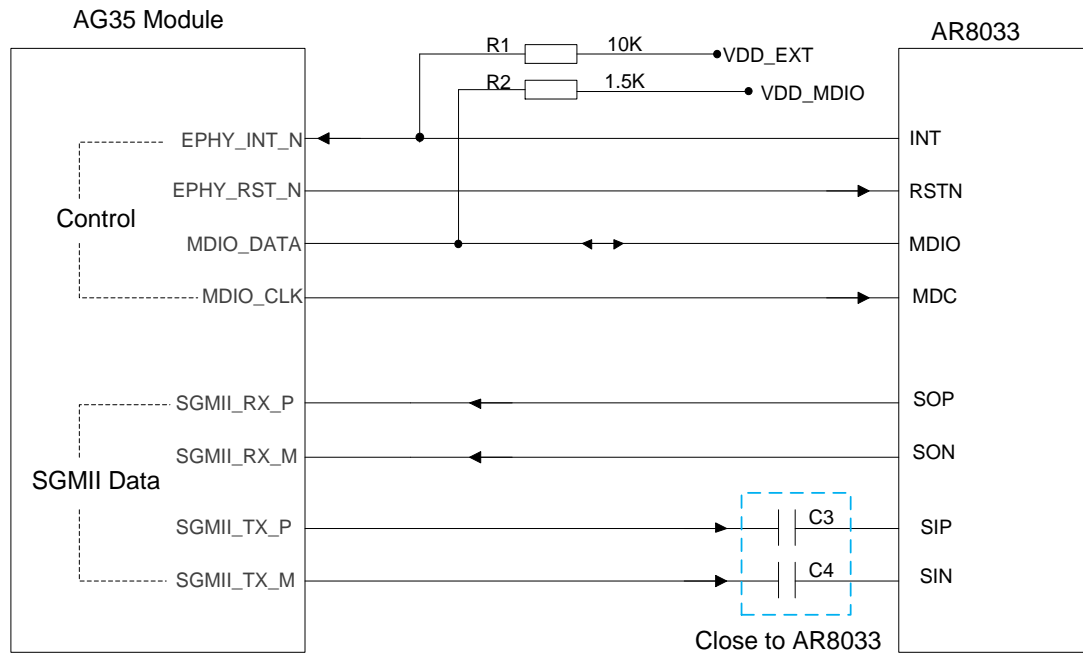 AG35 Module
AR8033
R1 10K VDD_EXT
R2 1.5K VDD_MDIO
EPHY_INT_N INT
EPHY_RST_N RSTN
Control
MDIO_DATA MDIO
MDIO_CLK MDC
SGMII_RX_P SOP
SGMII_RX_M SON
SGMII Data
SGMII_TX_P C3 SIP
SGMII_TX_M C4 SIN
Close to AR8033